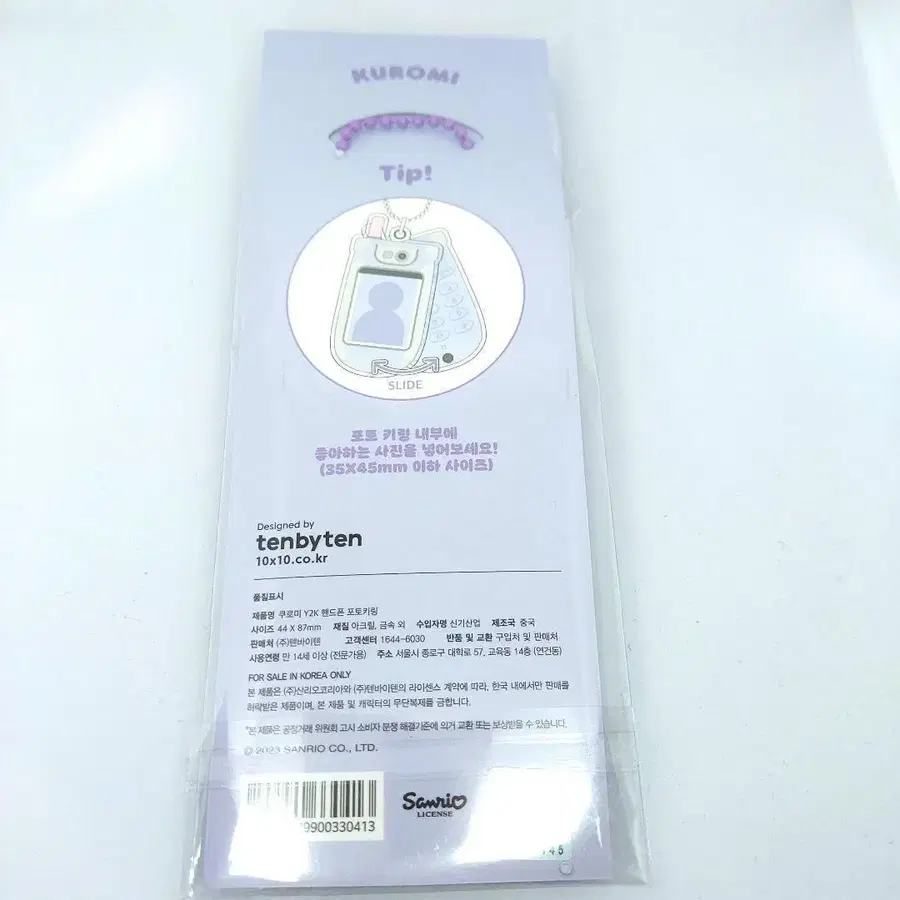 KUROMI
Tip!
SLIDE
포토 키링 내부에
좋아하는 사진을 넣어보세요!
(35X45mm 이하 사이즈)
Designed by
tenbyten
10x10.co.kr
품질표시
제품명 쿠로미 Y2K 핸드폰 포토키링
사이즈 44 X 87mm 재질 아크릴, 금속 외 수입자명 신기산업 제조국 중국
판매처 (주)텐바이텐 고객센터 1644-6030 반품 및 교환 구입처 및 판매처
사용연령 만 14세 이상 (전문가용) 주소 서울시 종로구 대학로 57, 교육동 14층 (연건동)
FOR SALE IN KOREA ONLY
본 제품은 (주)산리오코리아와 (주)텐바이텐의 라이센스 계약에 따라, 한국 내에서만 판매를
허락받은 제품이며, 본 제품 및 캐릭터의 무단복제를 금합니다.
*본 제품은 공정거래 위원회 고시 소비자 분쟁 해결기준에 의거 교환 또는 보상받을 수 있습니다.
© 2023 SANRIO CO., LTD.
9900330413
Sanrio
LICENSE